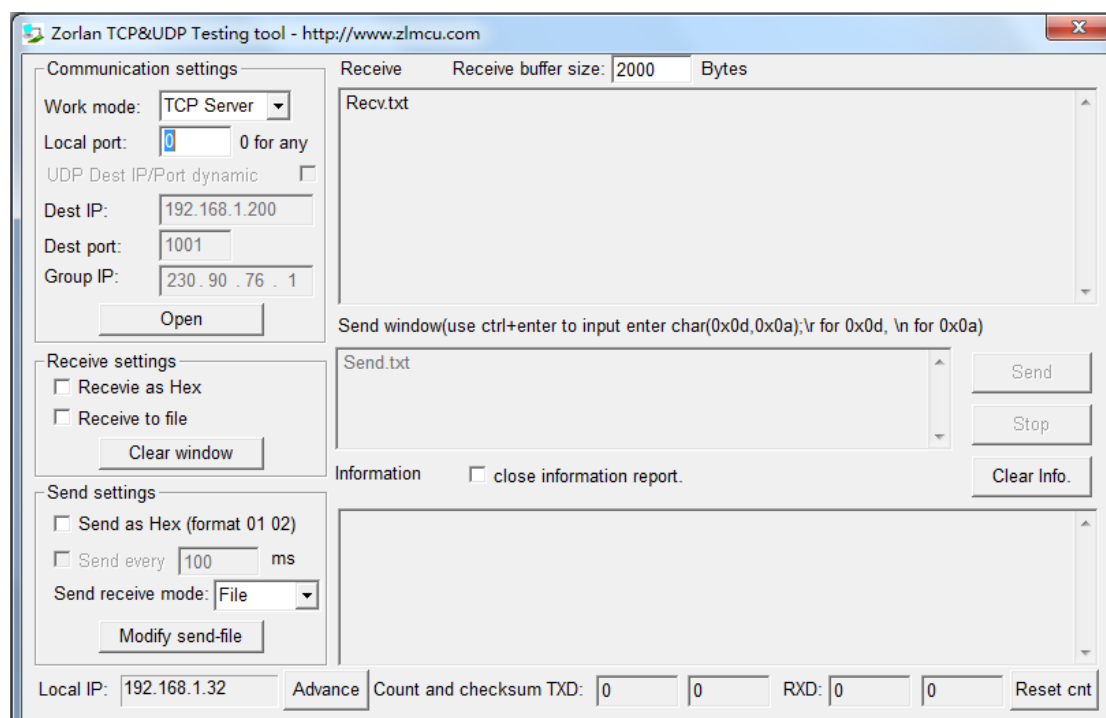 Zorlan TCP&UDP Testing tool - http://www.zlmcu.com
x
Communication settings
Work mode: TCP Server
Local port: 0 0 for any
UDP Dest IP/Port dynamic
Dest IP: 192.168.1.200
Dest port: 1001
Group IP: 230 . 90 . 76 . 1
Open
Receive settings
Recevie as Hex
Receive to file
Clear window
Send settings
Send as Hex (format 01 02)
Send every 100 ms
Send receive mode: File
Modify send-file
Receive Receive buffer size: 2000 Bytes
Recv.txt
Send window(use ctrl+enter to input enter char(0x0d,0x0a);\r for 0x0d, \n for 0x0a)
Send.txt
Send
Stop
Information close information report.
Clear Info.
Local IP: 192.168.1.32 Advance Count and checksum TXD: 0 0 RXD: 0 0 Reset cnt